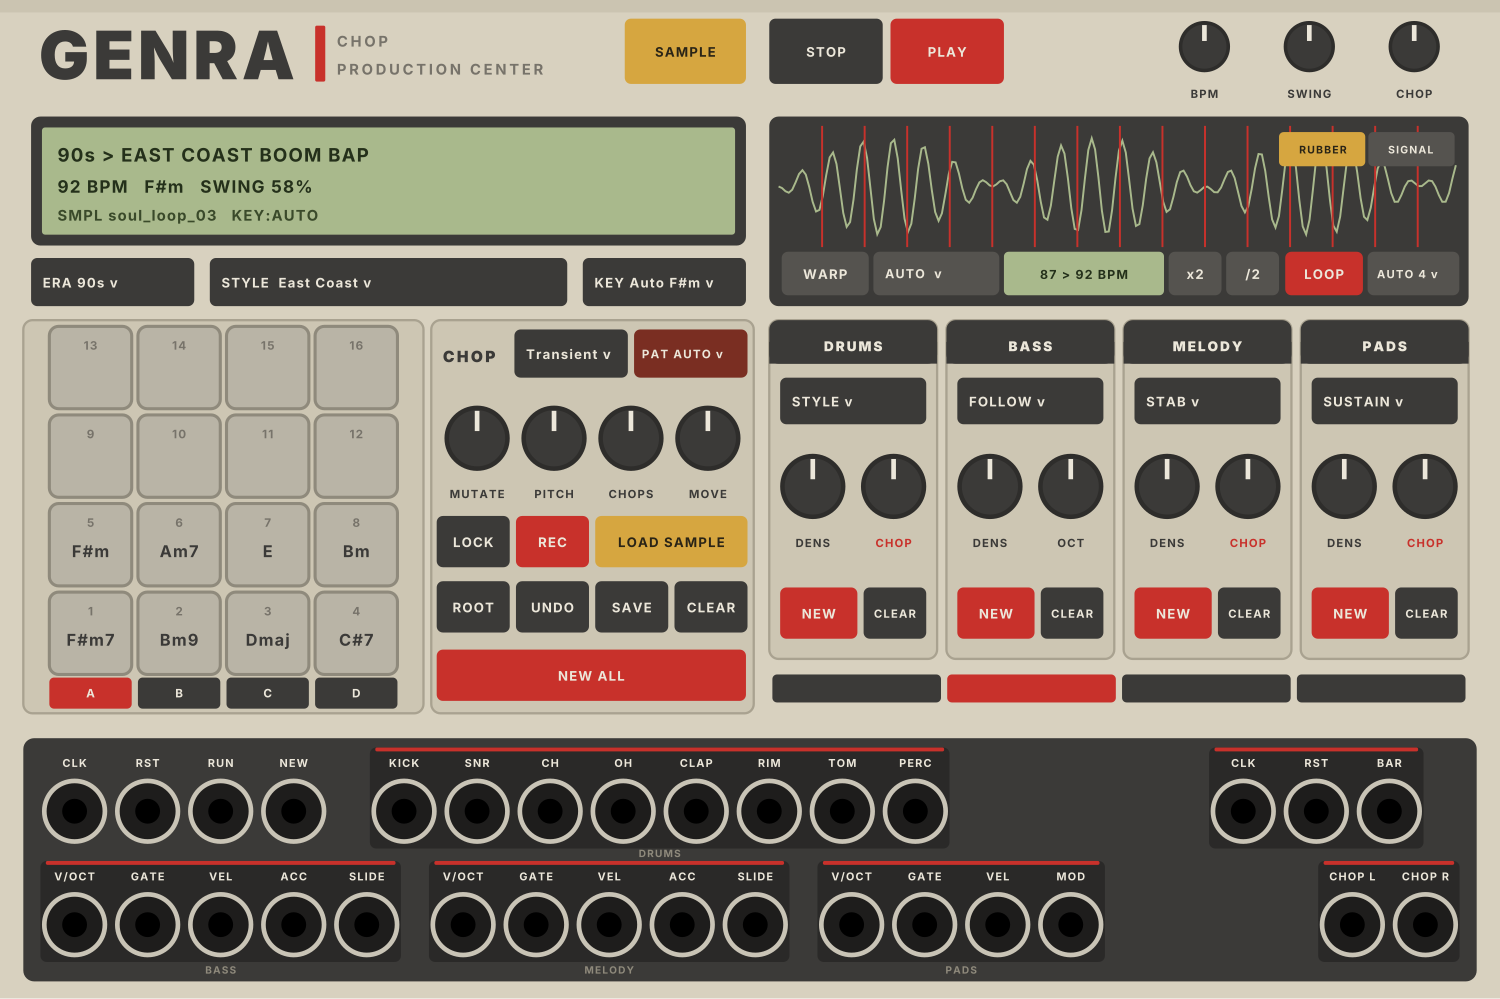 GENRA
CHOP
PRODUCTION CENTER
SAMPLE
STOP
PLAY
BPM
SWING
CHOP
90s > EAST COAST BOOM BAP
92 BPM F#m SWING 58%
SMPL soul_loop_03 KEY:AUTO
RUBBER
SIGNAL
WARP
AUTO v
87 > 92 BPM
x2
/2
LOOP
AUTO 4 v
ERA 90s v
STYLE East Coast v
KEY Auto F#m v
13
14
15
16
9
10
11
12
5
6
7
8
F#m
Am7
E
Bm
1
2
3
4
F#m7
Bm9
Dmaj
C#7
A
B
C
D
CHOP
Transient v
PAT AUTO v
MUTATE
PITCH
CHOPS
MOVE
LOCK
REC
LOAD SAMPLE
ROOT
UNDO
SAVE
CLEAR
NEW ALL
DRUMS
STYLE v
DENS
CHOP
NEW
CLEAR
BASS
FOLLOW v
DENS
OCT
NEW
CLEAR
MELODY
STAB v
DENS
CHOP
NEW
CLEAR
PADS
SUSTAIN v
DENS
CHOP
NEW
CLEAR
CLK
RST
RUN
NEW
KICK
SNR
CH
OH
CLAP
RIM
TOM
PERC
DRUMS
CLK
RST
BAR
V/OCT
GATE
VEL
ACC
SLIDE
BASS
V/OCT
GATE
VEL
ACC
SLIDE
MELODY
V/OCT
GATE
VEL
MOD
PADS
CHOP L
CHOP R